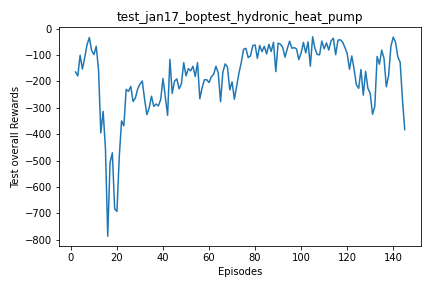 test_jan17_boptest_hydronic_heat_pump
Test overall Rewards
0
−100
−200
−300
−400
−500
−600
−700
−800
0 20 40 60 80 100 120 140
Episodes